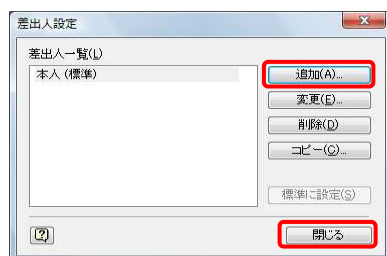 差出人設定
差出人一覧(L)
本人 (標準)
追加(A)...
変更(E)...
削除(D)
コピー(C)...
標準に設定(S)
閉じる